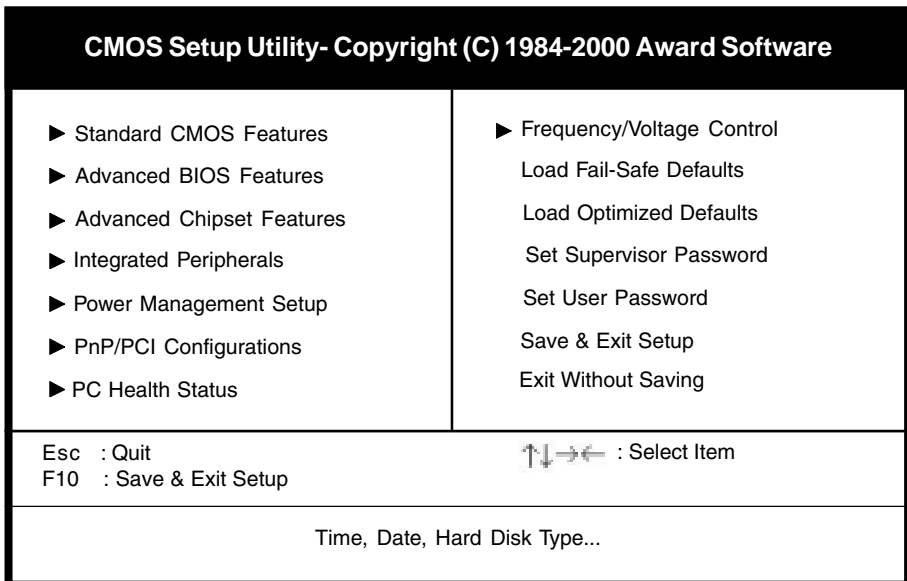 CMOS Setup Utility- Copyright (C) 1984-2000 Award Software
▶ Standard CMOS Features
▶ Advanced BIOS Features
▶ Advanced Chipset Features
▶ Integrated Peripherals
▶ Power Management Setup
▶ PnP/PCI Configurations
▶ PC Health Status
▶ Frequency/Voltage Control
Load Fail-Safe Defaults
Load Optimized Defaults
Set Supervisor Password
Set User Password
Save & Exit Setup
Exit Without Saving
Esc : Quit
F10 : Save & Exit Setup
↑↓→← : Select Item
Time, Date, Hard Disk Type...